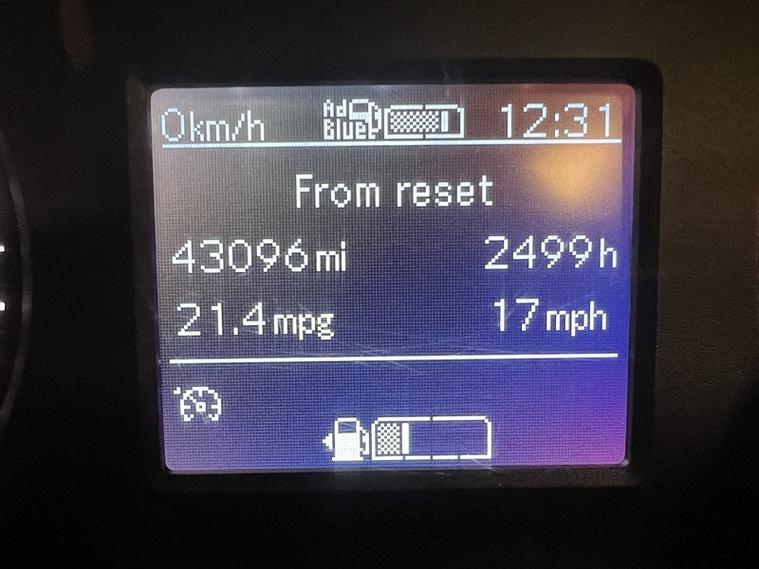 0km/h Ad Blue 12:31
From reset
43096mi 2499h
21.4mpg 17mph